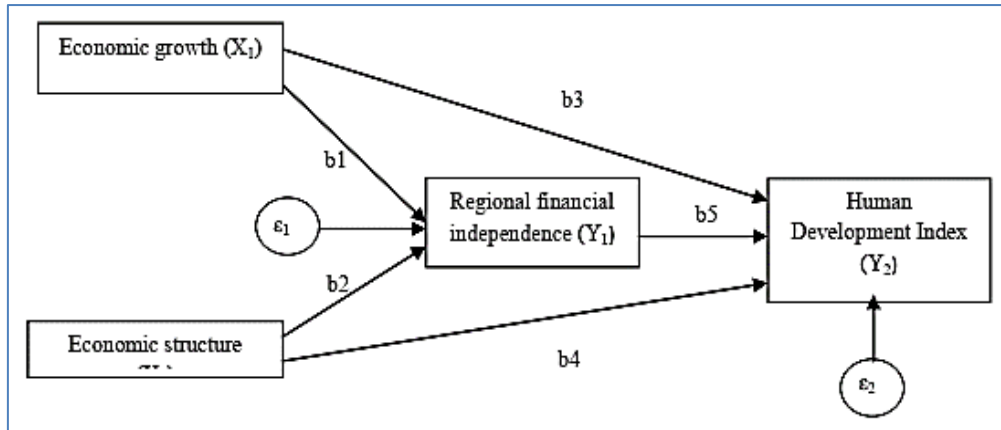 Economic growth (X₁)
b3
b1
Regional financial
independence (Y₁)
b5
Human
Development Index
(Y₂)
ε₁
b2
Economic structure
b4
ε₂